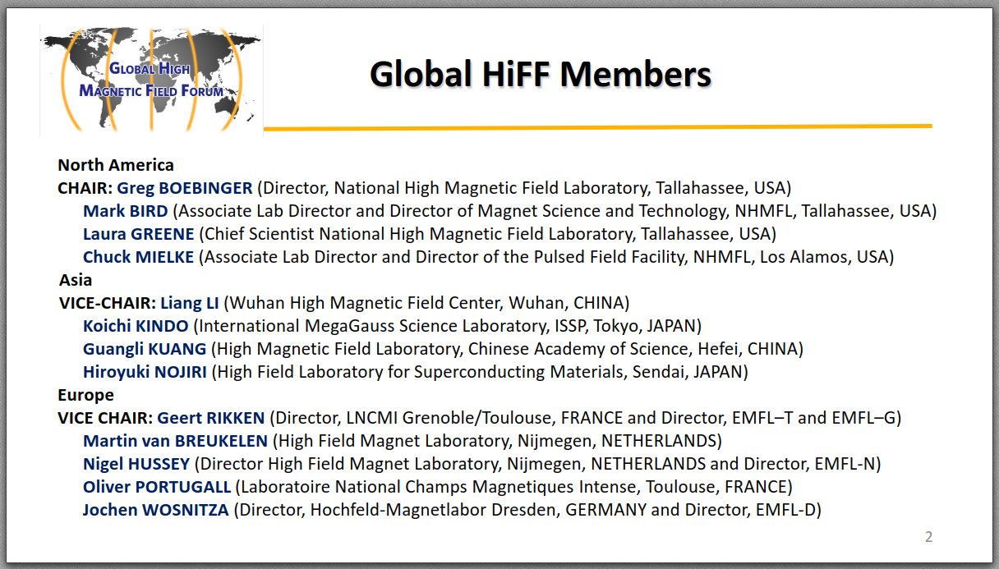 Global High
Magnetic Field Forum
Global HiFF Members
North America
CHAIR: Greg BOEBINGER (Director, National High Magnetic Field Laboratory, Tallahassee, USA)
Mark BIRD (Associate Lab Director and Director of Magnet Science and Technology, NHMFL, Tallahassee, USA)
Laura GREENE (Chief Scientist National High Magnetic Field Laboratory, Tallahassee, USA)
Chuck MIELKE (Associate Lab Director and Director of the Pulsed Field Facility, NHMFL, Los Alamos, USA)
Asia
VICE-CHAIR: Liang LI (Wuhan High Magnetic Field Center, Wuhan, CHINA)
Koichi KINDO (International MegaGauss Science Laboratory, ISSP, Tokyo, JAPAN)
Guangli KUANG (High Magnetic Field Laboratory, Chinese Academy of Science, Hefei, CHINA)
Hiroyuki NOJIRI (High Field Laboratory for Superconducting Materials, Sendai, JAPAN)
Europe
VICE CHAIR: Geert RIKKEN (Director, LNCMI Grenoble/Toulouse, FRANCE and Director, EMFL–T and EMFL–G)
Martin van BREUKELEN (High Field Magnet Laboratory, Nijmegen, NETHERLANDS)
Nigel HUSSEY (Director High Field Magnet Laboratory, Nijmegen, NETHERLANDS and Director, EMFL-N)
Oliver PORTUGALL (Laboratoire National Champs Magnetiques Intense, Toulouse, FRANCE)
Jochen WOSNITZA (Director, Hochfeld-Magnetlabor Dresden, GERMANY and Director, EMFL-D)
2